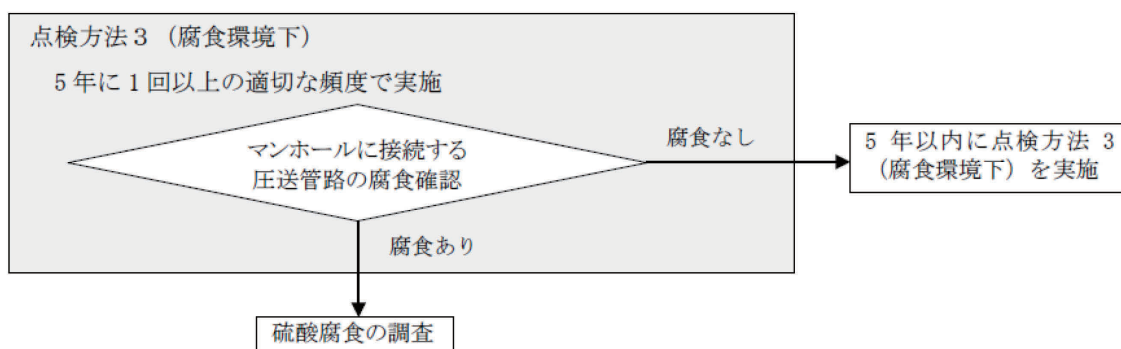 点検方法３（腐食環境下）
５年に１回以上の適切な頻度で実施
マンホールに接続する
圧送管路の腐食確認
腐食なし
５ 年以内に点検方法 ３
（腐食環境下）を実施
腐食あり
硫酸腐食の調査